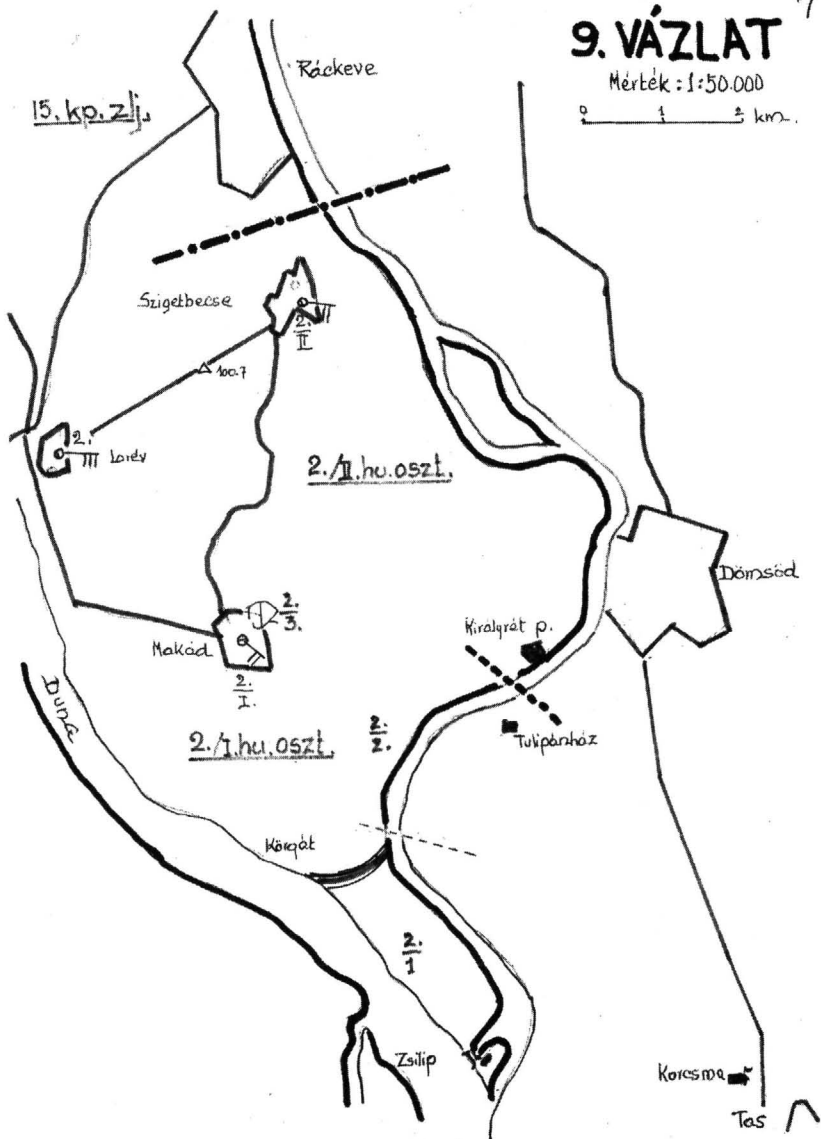 9. VÁZLAT
Mérték: 1:50.000
0 1 2 km.
Ráckeve
15. kp. zlj.
Szigetbecse
2.
II
VI
100.7
2.
III
Lórév
2./II. hu. oszt.
Dömsöd
2.
3.
Makád
2.
I.
Királyrét p.
Duna
2./I. hu. oszt.
2.
2.
Tulipánház
Körgát
2.
1
Zsilip
Korcsma
Tas